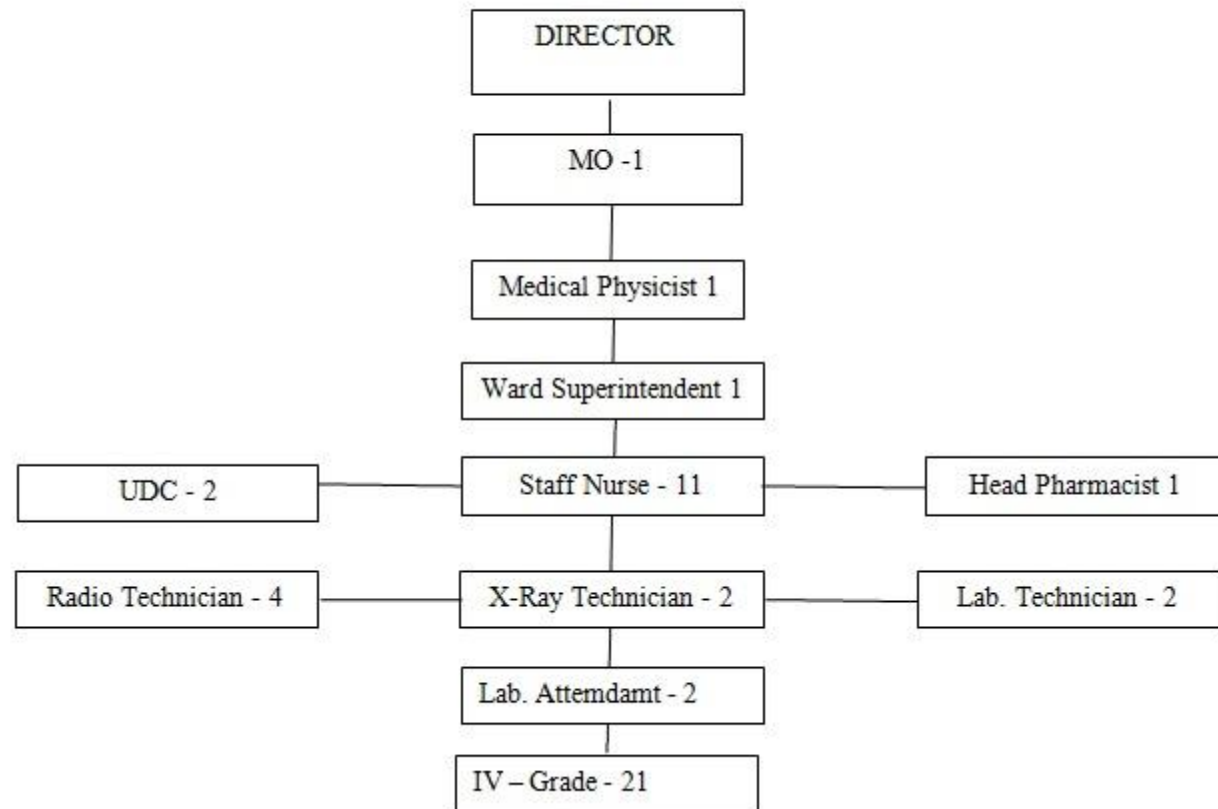 DIRECTOR
MO -1
Medical Physicist 1
Ward Superintendent 1
UDC - 2
Staff Nurse - 11
Head Pharmacist 1
Radio Technician - 4
X-Ray Technician - 2
Lab. Technician - 2
Lab. Attemdamt - 2
IV – Grade - 21